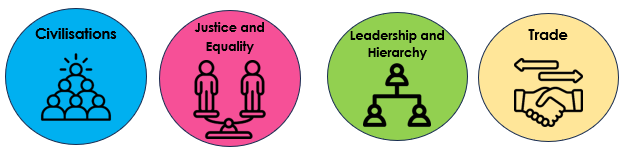 Civilisations
Justice and
Equality
Leadership and
Hierarchy
Trade